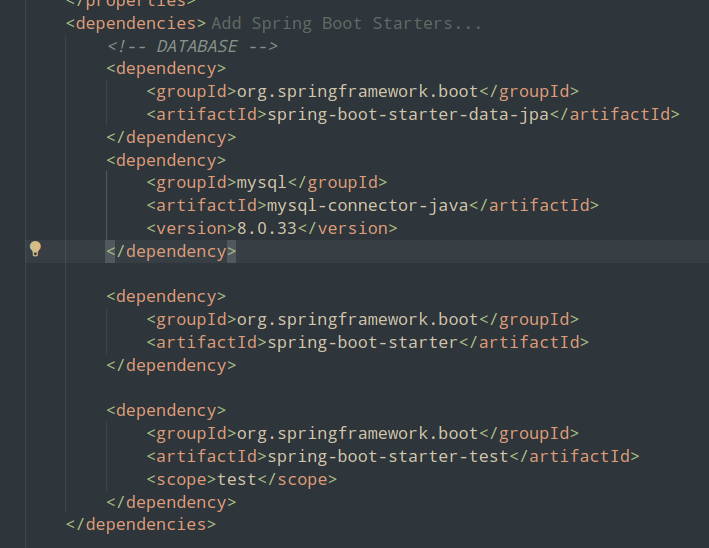 </properties>
<dependencies> Add Spring Boot Starters...
<!-- DATABASE -->
<dependency>
<groupId>org.springframework.boot</groupId>
<artifactId>spring-boot-starter-data-jpa</artifactId>
</dependency>
<dependency>
<groupId>mysql</groupId>
<artifactId>mysql-connector-java</artifactId>
<version>8.0.33</version>
</dependency>
<dependency>
<groupId>org.springframework.boot</groupId>
<artifactId>spring-boot-starter</artifactId>
</dependency>
<dependency>
<groupId>org.springframework.boot</groupId>
<artifactId>spring-boot-starter-test</artifactId>
<scope>test</scope>
</dependency>
</dependencies>